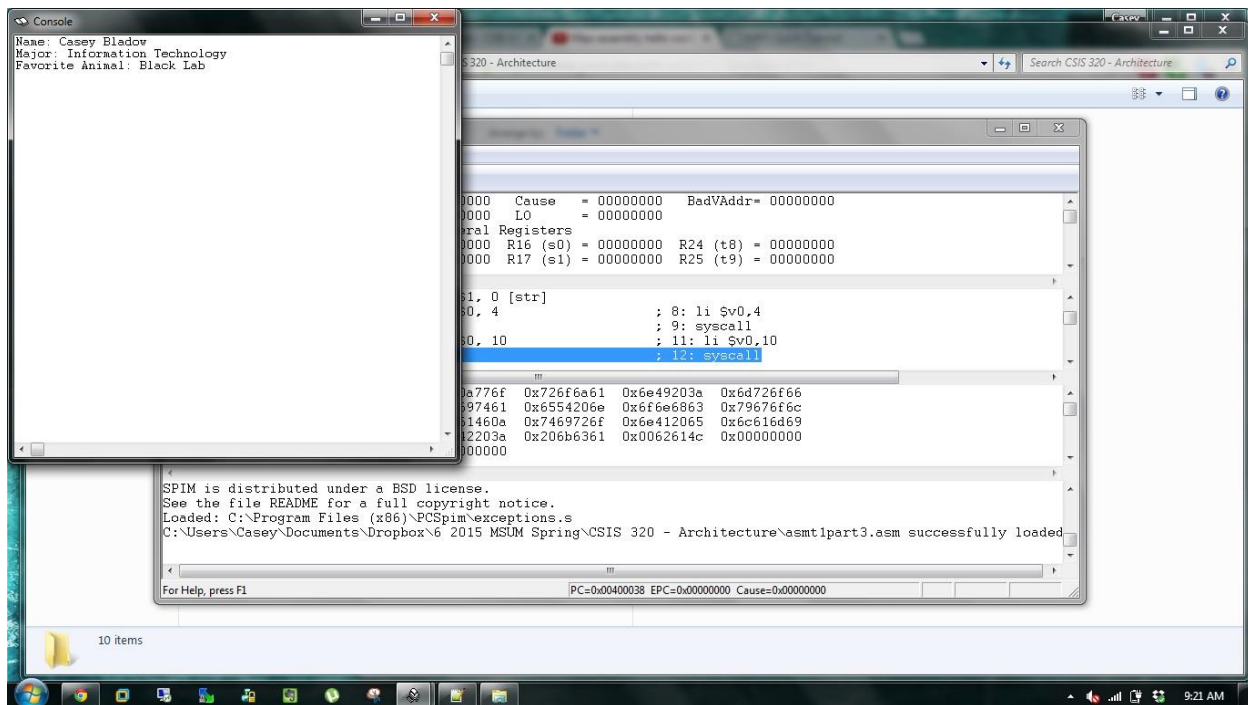 Console
Name: Casey Bladow
Major: Information Technology
Favorite Animal: Black Lab
Casey
S 320 - Architecture
Search CSIS 320 - Architecture
0000 Cause = 00000000 BadVAddr= 00000000
0000 LO = 00000000
eral Registers
0000 R16 (s0) = 00000000 R24 (t8) = 00000000
0000 R17 (s1) = 00000000 R25 (t9) = 00000000
$1, 0 [str]
$0, 4 ; 8: li $v0,4
; 9: syscall
$0, 10 ; 11: li $v0,10
; 12: syscall
0a776f 0x726f6a61 0x6e49203a 0x6d726f66
697461 0x6554206e 0x6f6e6863 0x79676f6c
61460a 0x7469726f 0x6e412065 0x6c616d69
42203a 0x206b6361 0x0062614c 0x00000000
000000
SPIM is distributed under a BSD license.
See the file README for a full copyright notice.
Loaded: C:\Program Files (x86)\PCSpim\exceptions.s
C:\Users\Casey\Documents\Dropbox\6 2015 MSUM Spring\CSIS 320 - Architecture\asmt1part3.asm successfully loaded
For Help, press F1
PC=0x00400038 EPC=0x00000000 Cause=0x00000000
10 items
9:21 AM